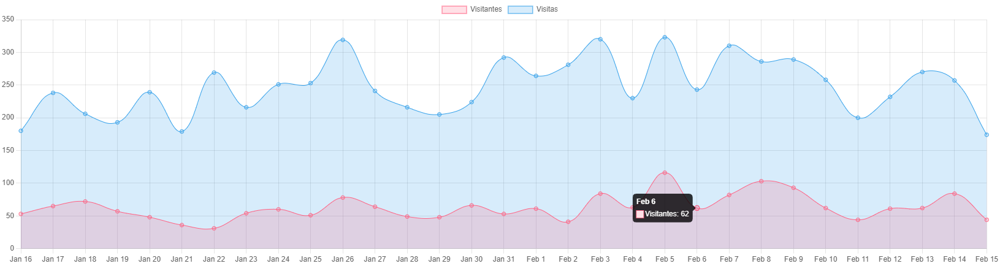 Visitantes Visitas
350
300
250
200
150
100
50
0
Feb 6
Visitantes: 62
Jan 16 Jan 17 Jan 18 Jan 19 Jan 20 Jan 21 Jan 22 Jan 23 Jan 24 Jan 25 Jan 26 Jan 27 Jan 28 Jan 29 Jan 30 Jan 31 Feb 1 Feb 2 Feb 3 Feb 4 Feb 5 Feb 6 Feb 7 Feb 8 Feb 9 Feb 10 Feb 11 Feb 12 Feb 13 Feb 14 Feb 15